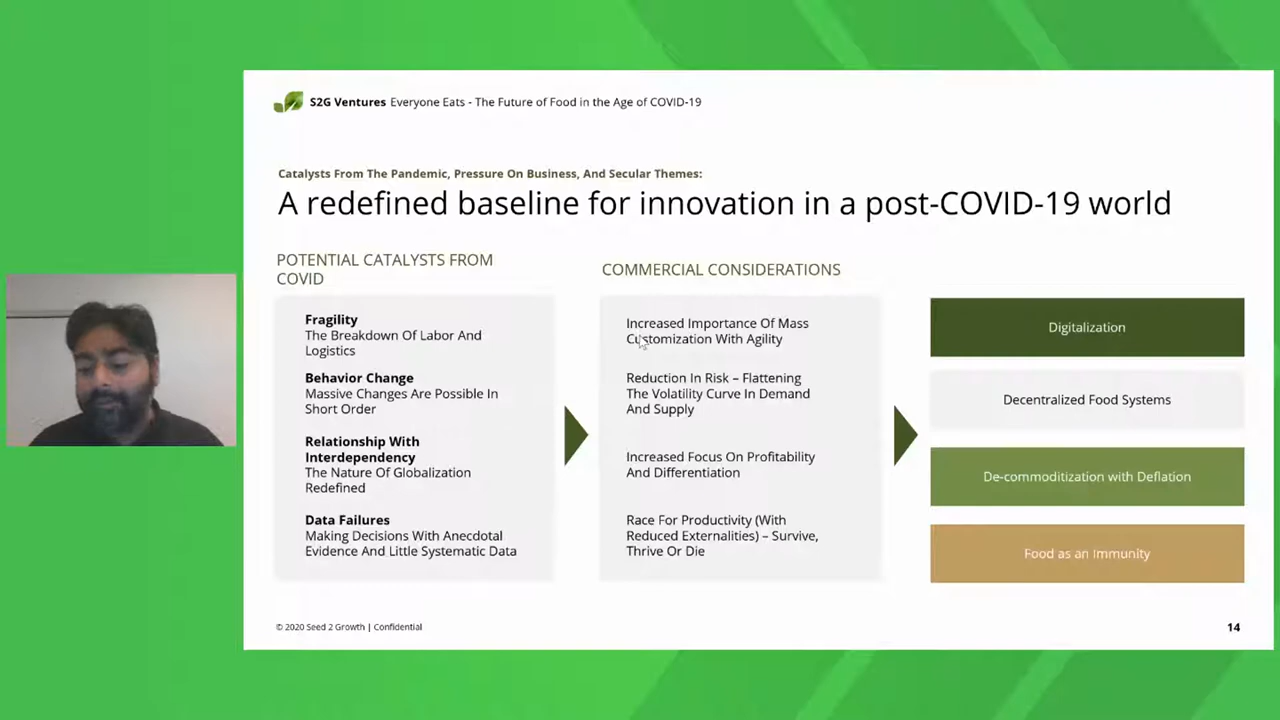 S2G Ventures Everyone Eats - The Future of Food in the Age of COVID-19
Catalysts From The Pandemic, Pressure On Business, And Secular Themes:
A redefined baseline for innovation in a post-COVID-19 world
POTENTIAL CATALYSTS FROM
COVID
Fragility
The Breakdown Of Labor And
Logistics
Behavior Change
Massive Changes Are Possible In
Short Order
Relationship With
Interdependency
The Nature Of Globalization
Redefined
Data Failures
Making Decisions With Anecdotal
Evidence And Little Systematic Data
COMMERCIAL CONSIDERATIONS
Increased Importance Of Mass
Customization With Agility
Reduction In Risk – Flattening
The Volatility Curve In Demand
And Supply
Increased Focus On Profitability
And Differentiation
Race For Productivity (With
Reduced Externalities) – Survive,
Thrive Or Die
Digitalization
Decentralized Food Systems
De-commoditization with Deflation
Food as an Immunity
© 2020 Seed 2 Growth | Confidential
14